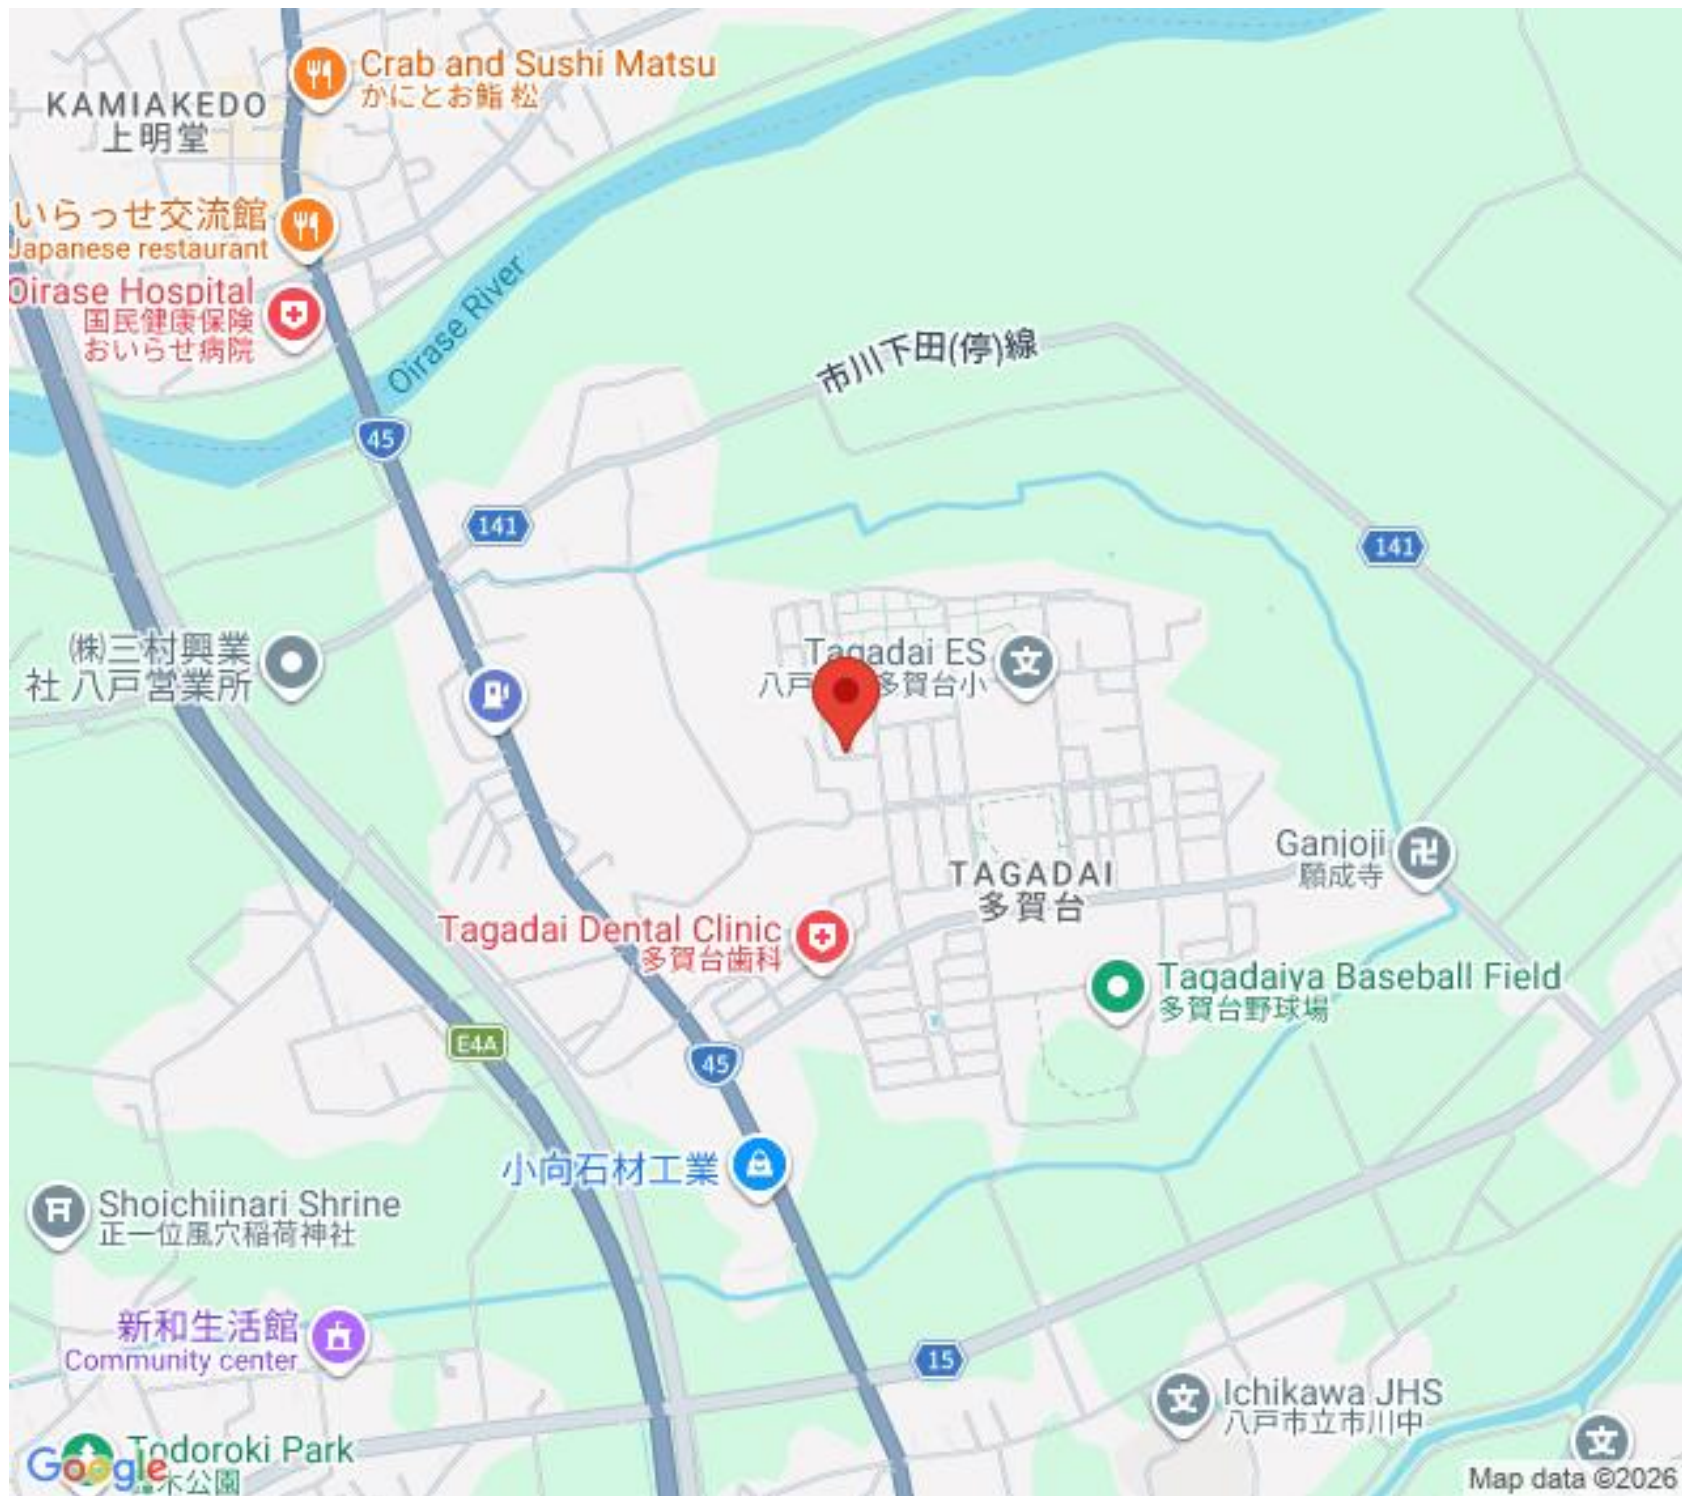 Crab and Sushi Matsu
かにとお鮨 松
KAMIAKEDO
上明堂
いらっせ交流館
Japanese restaurant
Oirase Hospital
国民健康保険
おいらせ病院
Oirase River
市川下田(停)線
45
141
141
㈱三村興業
社 八戸営業所
Tagadai ES
八戸 多賀台小
Ganjoji
願成寺
TAGADAI
多賀台
Tagadai Dental Clinic
多賀台歯科
Tagadaiya Baseball Field
多賀台野球場
E4A
45
小向石材工業
Shoichiinari Shrine
正一位風穴稲荷神社
新和生活館
Community center
15
Ichikawa JHS
八戸市立市川中
Todoroki Park
木公園
Google
Map data ©2026